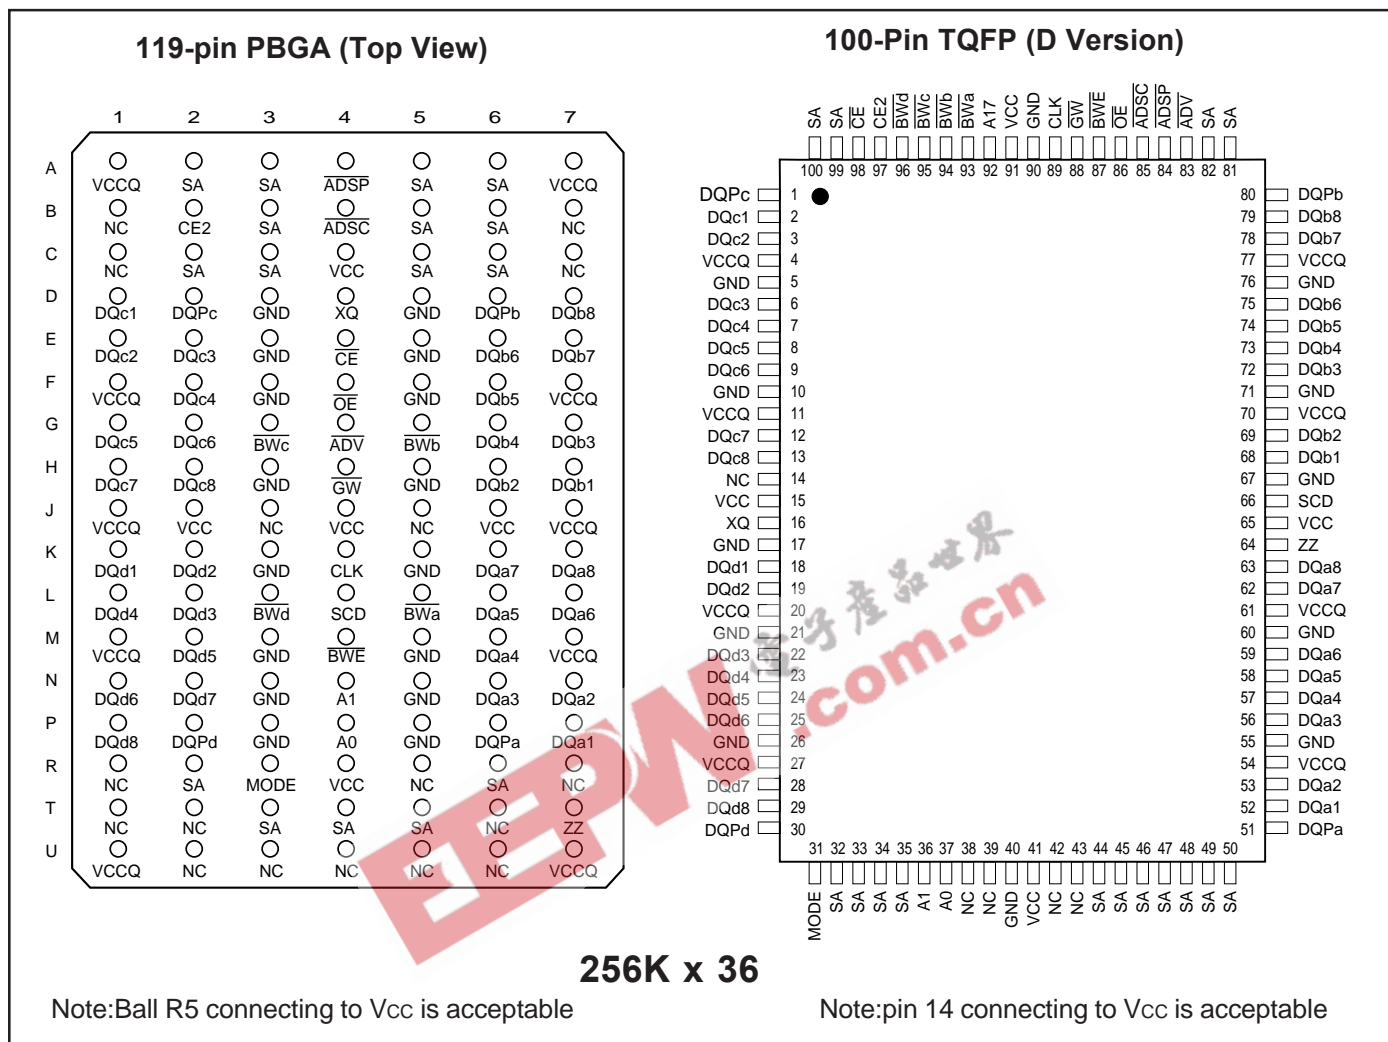 119-pin PBGA (Top View)
1 2 3 4 5 6 7
A
VCCQ SA SA ADSP SA SA VCCQ
B
NC CE2 SA ADSC SA SA NC
C
NC SA SA VCC SA SA NC
D
DQc1 DQPc GND XQ GND DQPb DQb8
E
DQc2 DQc3 GND CE GND DQb6 DQb7
F
VCCQ DQc4 GND OE GND DQb5 VCCQ
G
DQc5 DQc6 BWc ADV BWb DQb4 DQb3
H
DQc7 DQc8 GND GW GND DQb2 DQb1
J
VCCQ VCC NC VCC NC VCC VCCQ
K
DQd1 DQd2 GND CLK GND DQa7 DQa8
L
DQd4 DQd3 BWd SCD BWa DQa5 DQa6
M
VCCQ DQd5 GND BWE GND DQa4 VCCQ
N
DQd6 DQd7 GND A1 GND DQa3 DQa2
P
DQd8 DQPd GND A0 GND DQPa DQa1
R
NC SA MODE VCC NC SA NC
T
NC NC SA SA SA NC ZZ
U
VCCQ NC NC NC NC NC VCCQ
100-Pin TQFP (D Version)
SA SA CE CE2 BWd BWc BWb BWa A17 VCC GND CLK GW BWE OE ADSC ADSP ADV SA SA
100 99 98 97 96 95 94 93 92 91 90 89 88 87 86 85 84 83 82 81
DQPc 1 80 DQPb
DQc1 2 79 DQb8
DQc2 3 78 DQb7
VCCQ 4 77 VCCQ
GND 5 76 GND
DQc3 6 75 DQb6
DQc4 7 74 DQb5
DQc5 8 73 DQb4
DQc6 9 72 DQb3
GND 10 71 GND
VCCQ 11 70 VCCQ
DQc7 12 69 DQb2
DQc8 13 68 DQb1
NC 14 67 GND
VCC 15 66 SCD
XQ 16 65 VCC
GND 17 64 ZZ
DQd1 18 63 DQa8
DQd2 19 62 DQa7
VCCQ 20 61 VCCQ
GND 21 60 GND
DQd3 22 59 DQa6
DQd4 23 58 DQa5
DQd5 24 57 DQa4
DQd6 25 56 DQa3
GND 26 55 GND
VCCQ 27 54 VCCQ
DQd7 28 53 DQa2
DQd8 29 52 DQa1
DQPd 30 51 DQPa
31 32 33 34 35 36 37 38 39 40 41 42 43 44 45 46 47 48 49 50
MODE SA SA SA SA A1 A0 NC NC GND VCC NC NC SA SA SA SA SA SA SA
EEPW
電子產品世界
.com.cn
256K x 36
Note:Ball R5 connecting to Vcc is acceptable
Note:pin 14 connecting to Vcc is acceptable